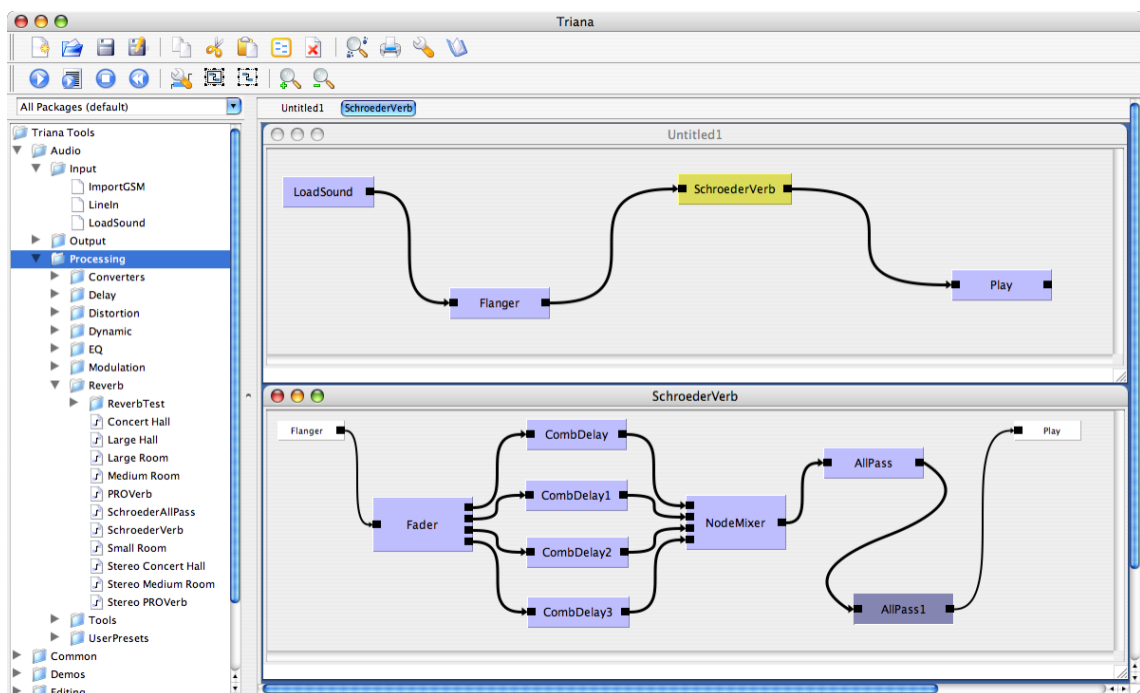 Triana
All Packages (default)
Untitled1 SchroederVerb
Triana Tools
Audio
Input
ImportGSM
LineIn
LoadSound
Output
Processing
Converters
Delay
Distortion
Dynamic
EQ
Modulation
Reverb
ReverbTest
Concert Hall
Large Hall
Large Room
Medium Room
PROVerb
SchroederAllPass
SchroederVerb
Small Room
Stereo Concert Hall
Stereo Medium Room
Stereo PROVerb
Tools
UserPresets
Common
Demos
Editing
Untitled1
LoadSound
SchroederVerb
Flanger
Play
SchroederVerb
Flanger
Play
CombDelay
AllPass
CombDelay1
Fader
NodeMixer
CombDelay2
CombDelay3
AllPass1